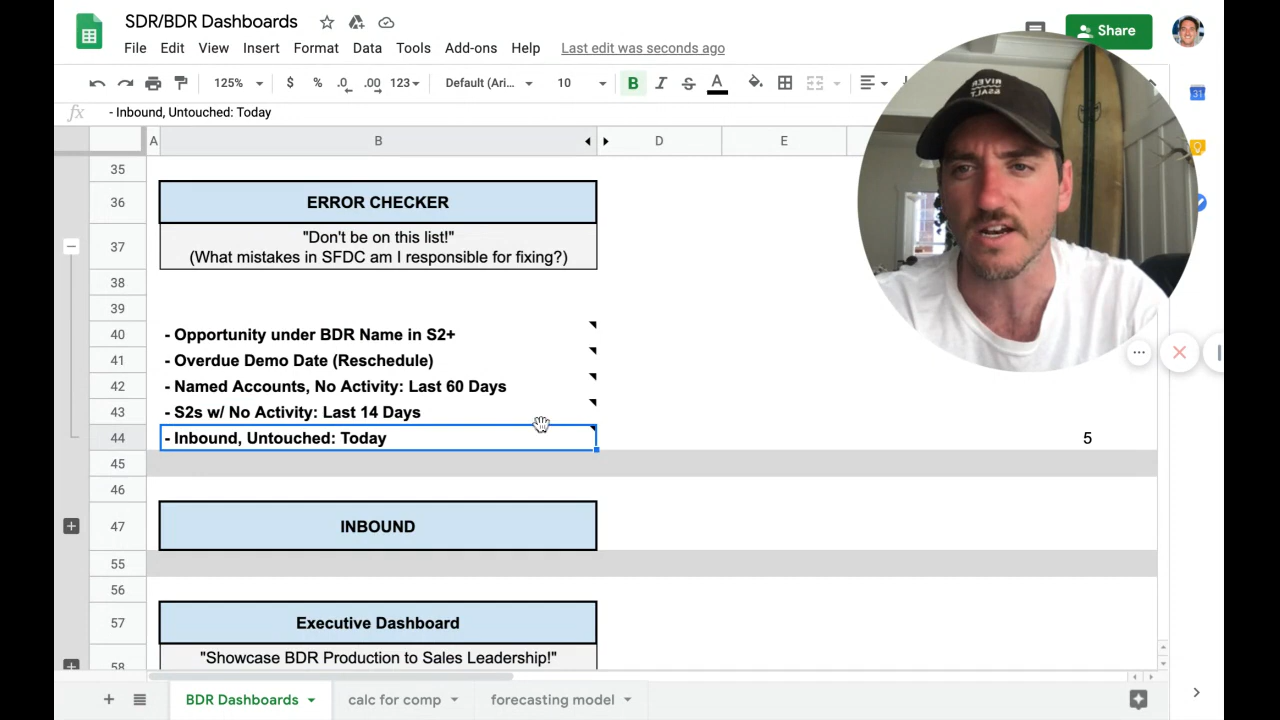 SDR/BDR Dashboards
File Edit View Insert Format Data Tools Add-ons Help Last edit was seconds ago
Share
125% $ % .0 .00 123 Default (Ari... 10 B I S A
31
fx - Inbound, Untouched: Today
A B D E
35
36 ERROR CHECKER
37 "Don't be on this list!"
(What mistakes in SFDC am I responsible for fixing?)
38
39
40 - Opportunity under BDR Name in S2+
41 - Overdue Demo Date (Reschedule)
42 - Named Accounts, No Activity: Last 60 Days
43 - S2s w/ No Activity: Last 14 Days
44 - Inbound, Untouched: Today 5
45
46
47 INBOUND
55
56
57 Executive Dashboard
58 "Showcase BDR Production to Sales Leadership!"
BDR Dashboards calc for comp forecasting model